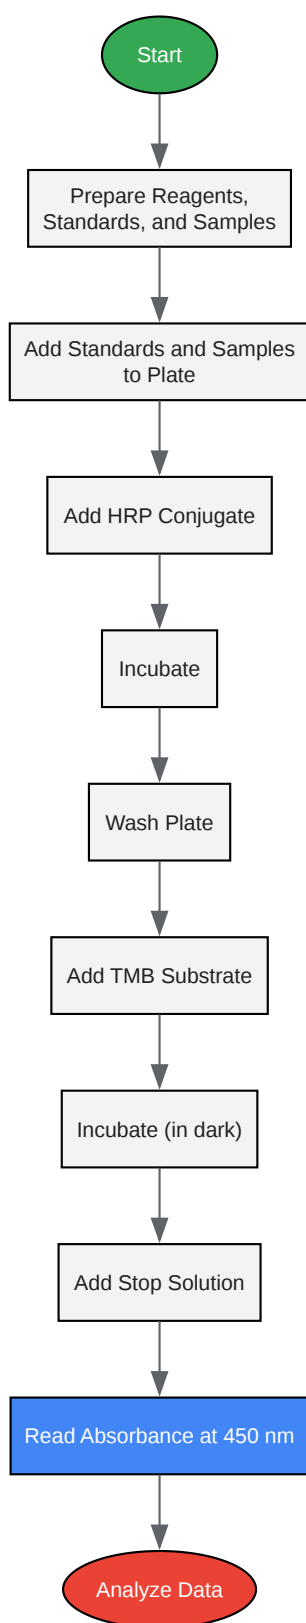 Start
Prepare Reagents,
Standards, and Samples
Add Standards and Samples
to Plate
Add HRP Conjugate
Incubate
Wash Plate
Add TMB Substrate
Incubate (in dark)
Add Stop Solution
Read Absorbance at 450 nm
Analyze Data